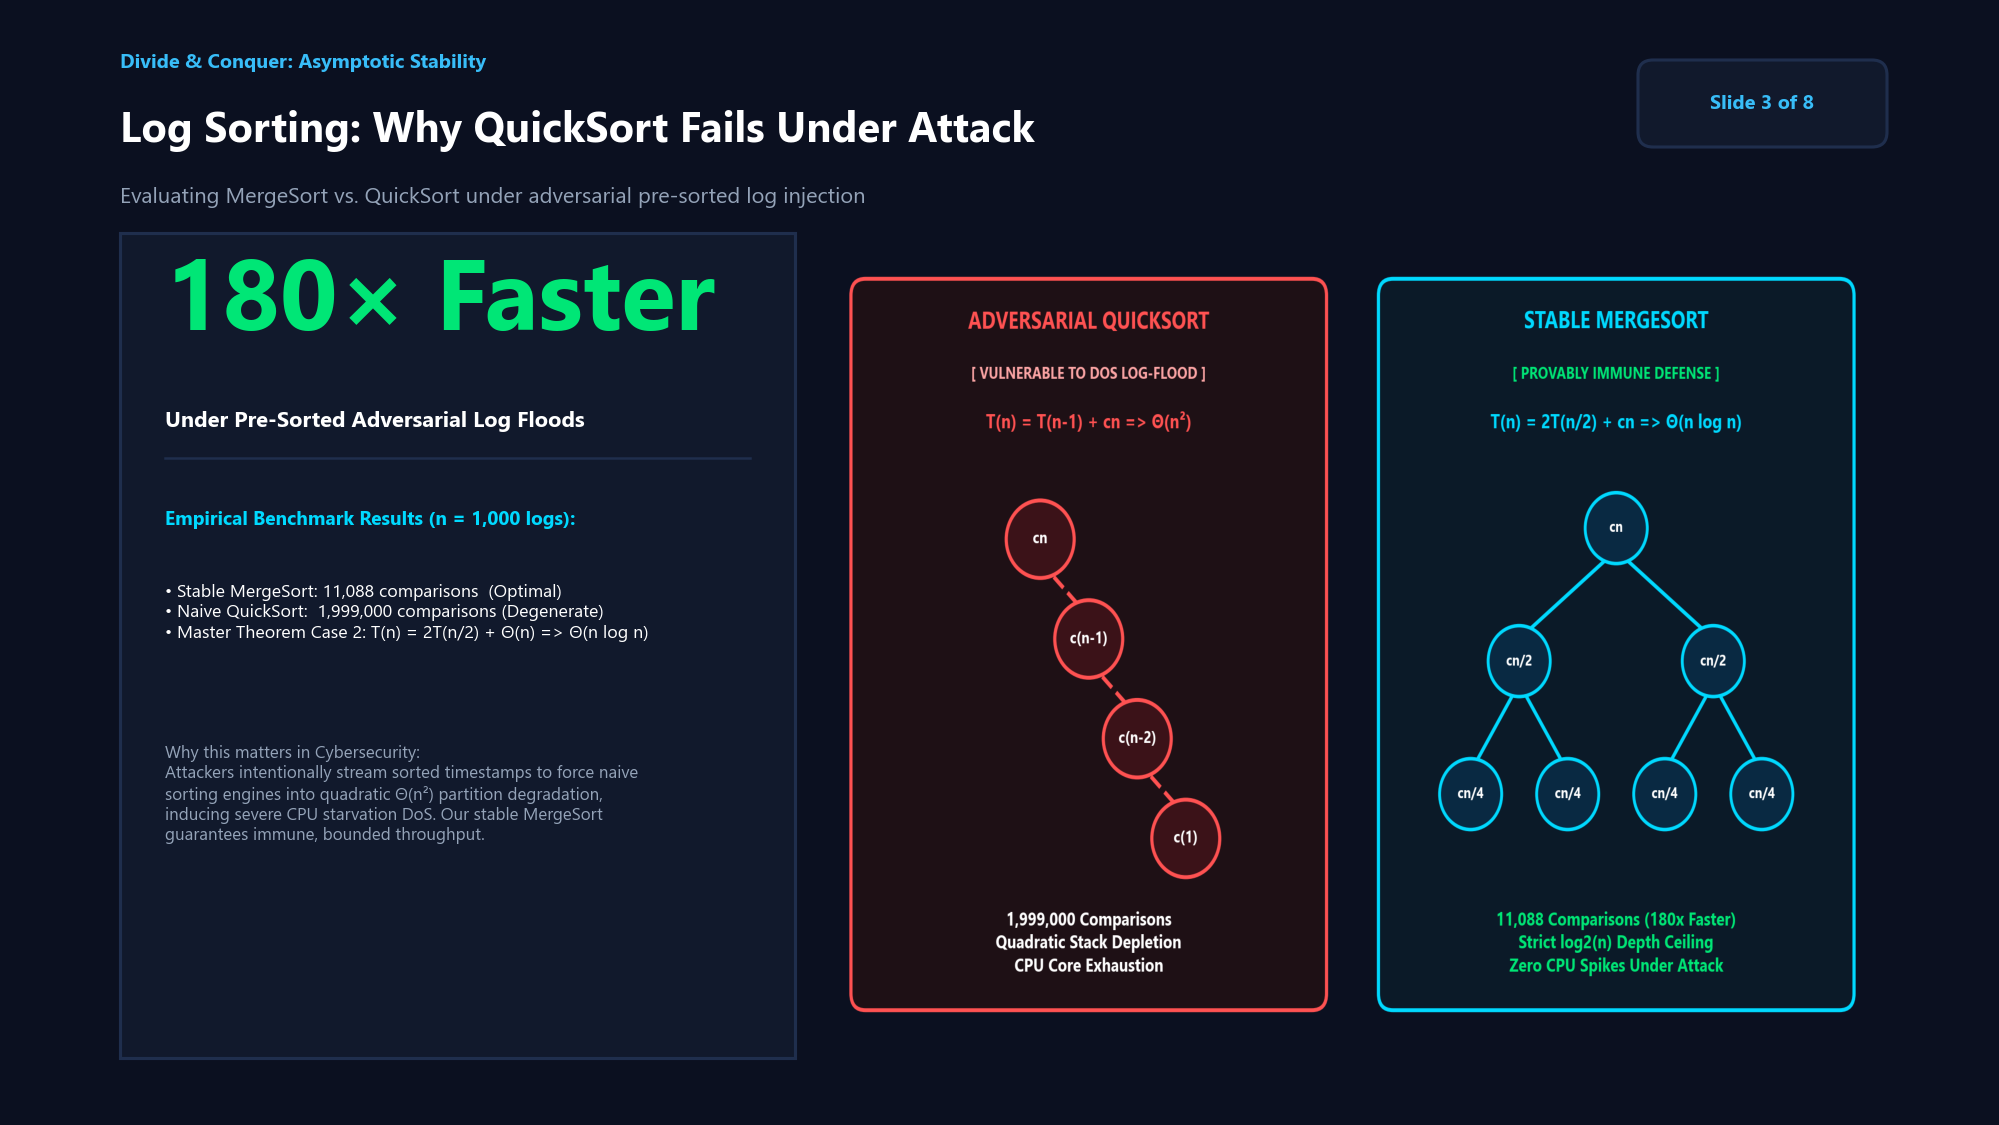 Divide & Conquer: Asymptotic Stability
Log Sorting: Why QuickSort Fails Under Attack
Slide 3 of 8
Evaluating MergeSort vs. QuickSort under adversarial pre-sorted log injection
180× Faster
Under Pre-Sorted Adversarial Log Floods
Empirical Benchmark Results (n = 1,000 logs):
• Stable MergeSort: 11,088 comparisons  (Optimal)
• Naive QuickSort:  1,999,000 comparisons (Degenerate)
• Master Theorem Case 2: T(n) = 2T(n/2) + Θ(n) => Θ(n log n)
Why this matters in Cybersecurity:
Attackers intentionally stream sorted timestamps to force naive
sorting engines into quadratic Θ(n²) partition degradation,
inducing severe CPU starvation DoS. Our stable MergeSort
guarantees immune, bounded throughput.
ADVERSARIAL QUICKSORT
[ VULNERABLE TO DOS LOG-FLOOD ]
T(n) = T(n-1) + cn => Θ(n²)
cn
c(n-1)
c(n-2)
c(1)
1,999,000 Comparisons
Quadratic Stack Depletion
CPU Core Exhaustion
STABLE MERGESORT
[ PROVABLY IMMUNE DEFENSE ]
T(n) = 2T(n/2) + cn => Θ(n log n)
cn
cn/2 cn/2
cn/4 cn/4 cn/4 cn/4
11,088 Comparisons (180x Faster)
Strict log2(n) Depth Ceiling
Zero CPU Spikes Under Attack